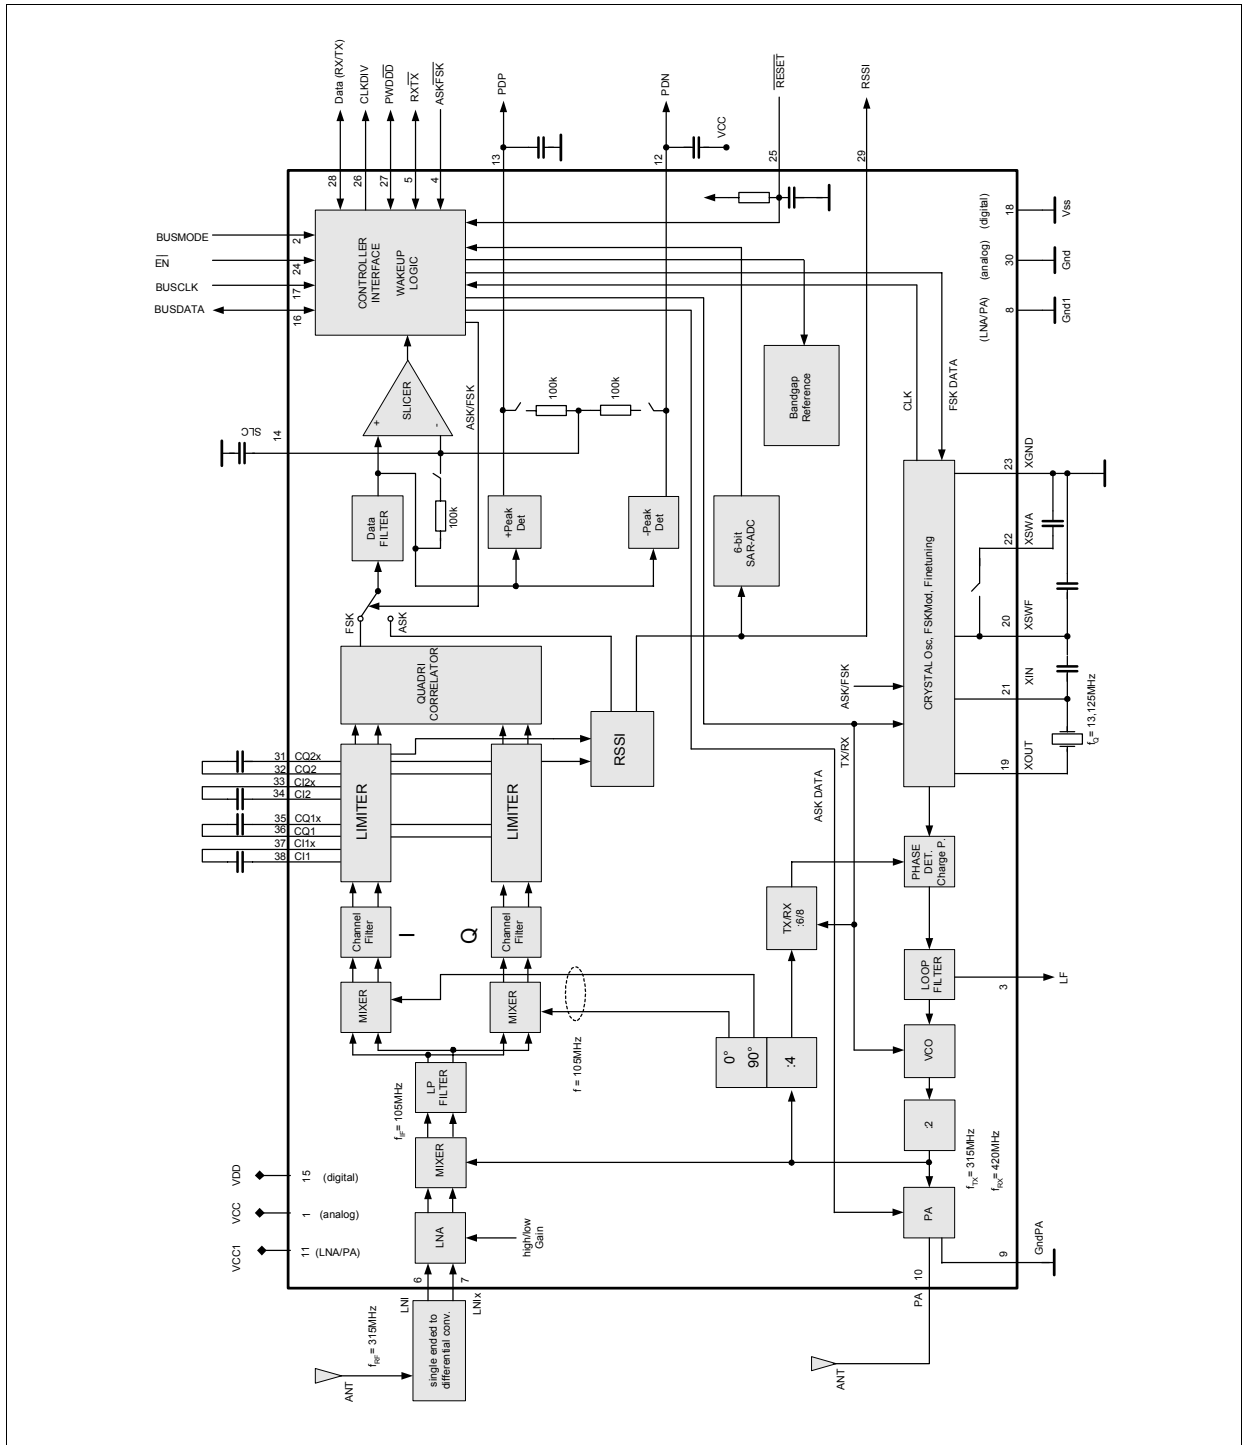 Data (RX/TX)
CLKDIV
PWDDD
RXTX
ASKFSK
PDP
PDN
RESET
RSSI
VCC
28
26
27
5
4
13
12
25
29
BUSMODE
2
EN
24
BUSCLK
17
BUSDATA
16
CONTROLLER
INTERFACE
WAKEUP
LOGIC
(digital)
18
Vss
(analog)
30
Gnd
(LNA/PA)
8
Gnd1
SLICER
+
-
ASK/FSK
100k
100k
Bandgap
Reference
CLK
FSK DATA
SLC
14
Data
FILTER
100k
+Peak
Det
-Peak
Det
6-bit
SAR-ADC
23
XGND
22
XSWA
20
XSWF
21
XIN
19
XOUT
fQ = 13,125MHz
CRYSTAL Osc, FSKMod, Finetuning
FSK
ASK
QUADRI
CORRELATOR
RSSI
ASK/FSK
TX/RX
ASK DATA
31 CQ2x
32 CQ2
33 CI2x
34 CI2
35 CQ1x
36 CQ1
37 CI1x
38 CI1
LIMITER
LIMITER
PHASE
DET.
Charge P.
TX/RX
:6/8
Channel
Filter
I
Q
Channel
Filter
LOOP
FILTER
3
LF
MIXER
MIXER
f = 105MHz
0°
90°
:4
VCO
LP
FILTER
fIF = 105MHz
:2
MIXER
fTX = 315MHz
fRX = 420MHz
VDD
15
(digital)
VCC
1
(analog)
VCC1
11
(LNA/PA)
LNA
high/low
Gain
PA
9
GndPA
10
PA
LNI
6
7
LNIx
fRF = 315MHz
single ended to
differential conv.
ANT
ANT